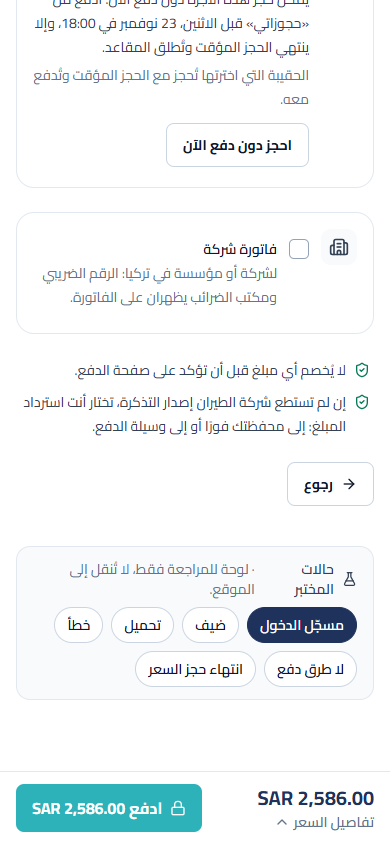 «حجوزاتي» قبل الاثنين، 23 نوفمبر في 18:00، وإلا
ينتهي الحجز المؤقت وتُطلق المقاعد.
الحقيبة التي اخترتها تُحجز مع الحجز المؤقت وتُدفع
معه.
احجز دون دفع الآن
فاتورة شركة
لشركة أو مؤسسة في تركيا: الرقم الضريبي
ومكتب الضرائب يظهران على الفاتورة.
لا يُخصم أي مبلغ قبل أن تؤكد على صفحة الدفع.
إن لم تستطع شركة الطيران إصدار التذكرة، تختار أنت استرداد
المبلغ: إلى محفظتك فورًا أو إلى وسيلة الدفع.
رجوع
حالات المختبر
· لوحة للمراجعة فقط، لا تُنقل إلى
الموقع.
مسجّل الدخول
ضيف
تحميل
خطأ
لا طرق دفع
انتهاء حجز السعر
SAR 2,586.00
تفاصيل السعر
ادفع SAR 2,586.00